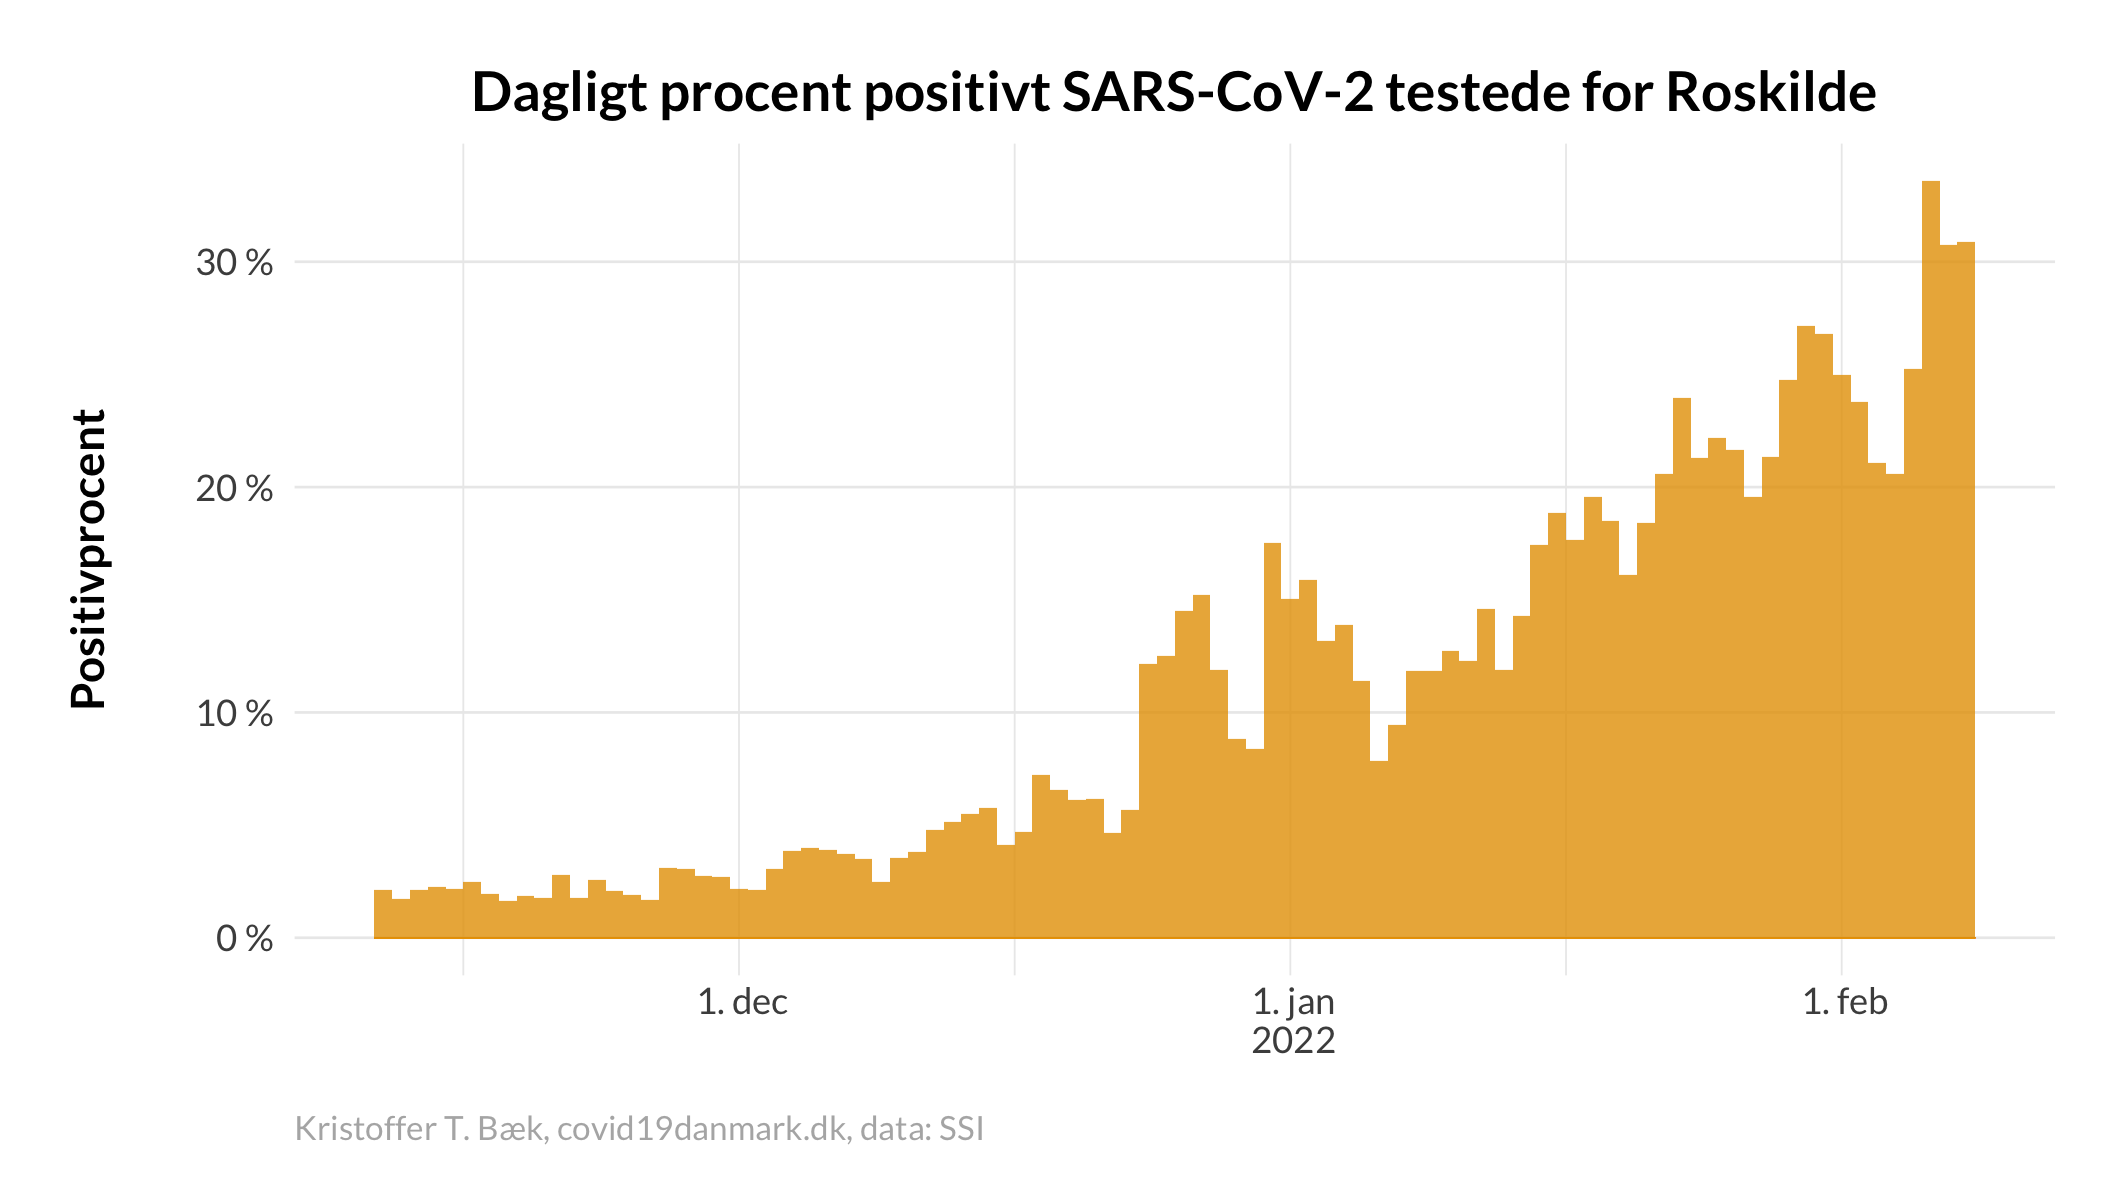 Dagligt procent positivt SARS-CoV-2 testede for Roskilde
Positivprocent
30 %
20 %
10 %
0 %
1. dec
1. jan
2022
1. feb
Kristoffer T. Bæk, covid19danmark.dk, data: SSI